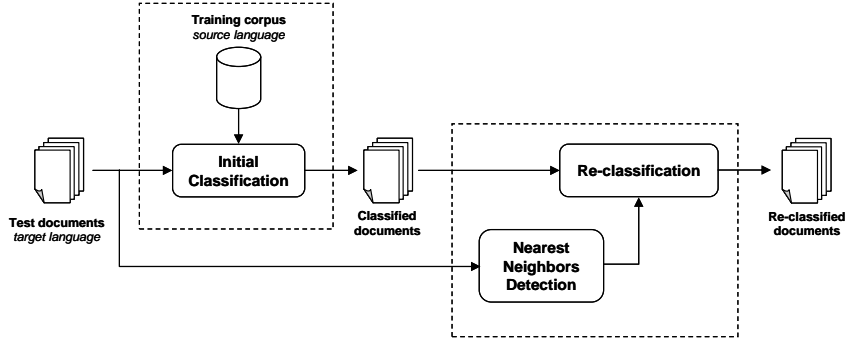 Training corpus
source language
Initial
Classification
Test documents
target language
Classified
documents
Re-classification
Nearest
Neighbors
Detection
Re-classified
documents